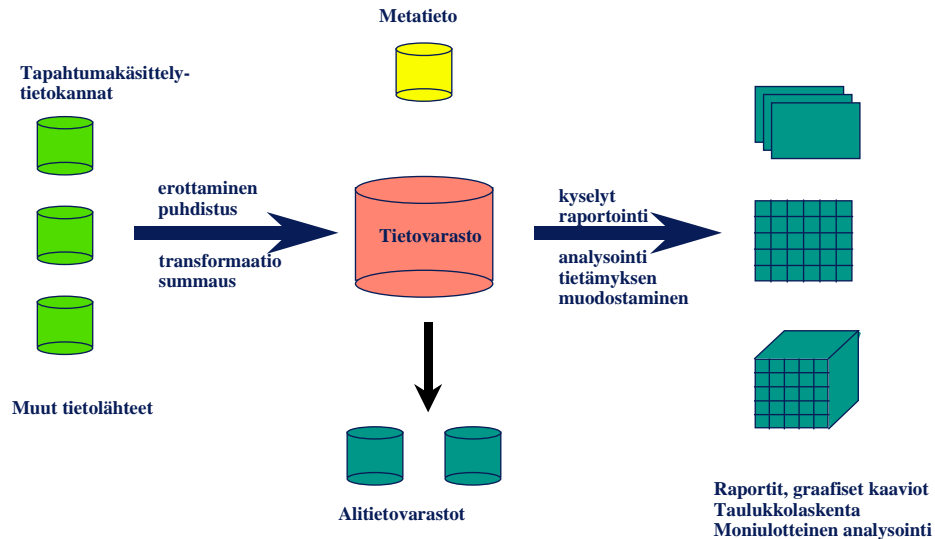 Metatieto
Tapahtumakäsittely-
tietokannat
erottaminen
puhdistus
transformaatio
summaus
Tietovarasto
kyselyt
raportointi
analysointi
tietämyksen
muodostaminen
Muut tietolähteet
Alitietovarastot
Raportit, graafiset kaaviot
Taulukkolaskenta
Moniulotteinen analysointi